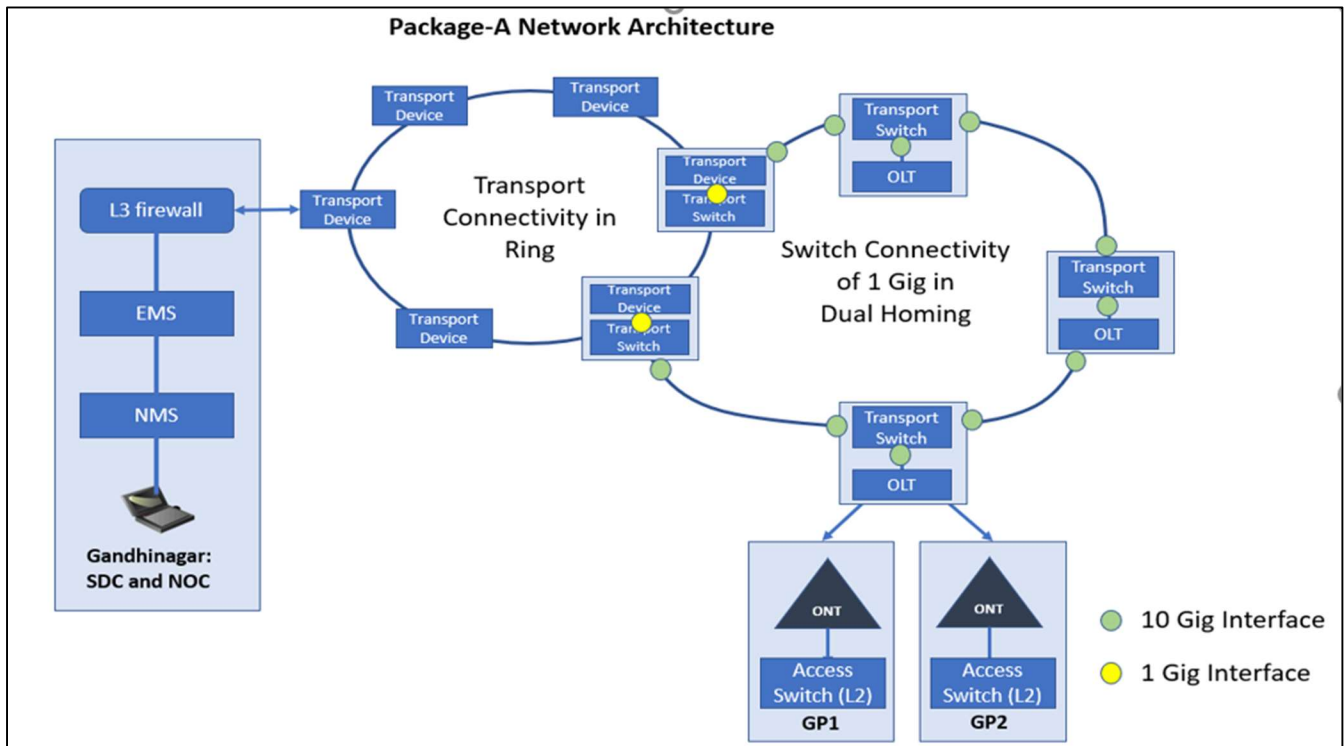 Package-A Network Architecture
Transport
Device
Transport
Device
Transport
Device
Transport
Device
Transport
Device
Transport
Switch
Transport
Device
Transport
Switch
Transport
Connectivity in
Ring
L3 firewall
EMS
NMS
Gandhinagar:
SDC and NOC
Transport
Switch
OLT
Switch Connectivity
of 1 Gig in
Dual Homing
Transport
Switch
OLT
Transport
Switch
OLT
ONT
Access
Switch (L2)
GP1
ONT
Access
Switch (L2)
GP2
10 Gig Interface
1 Gig Interface